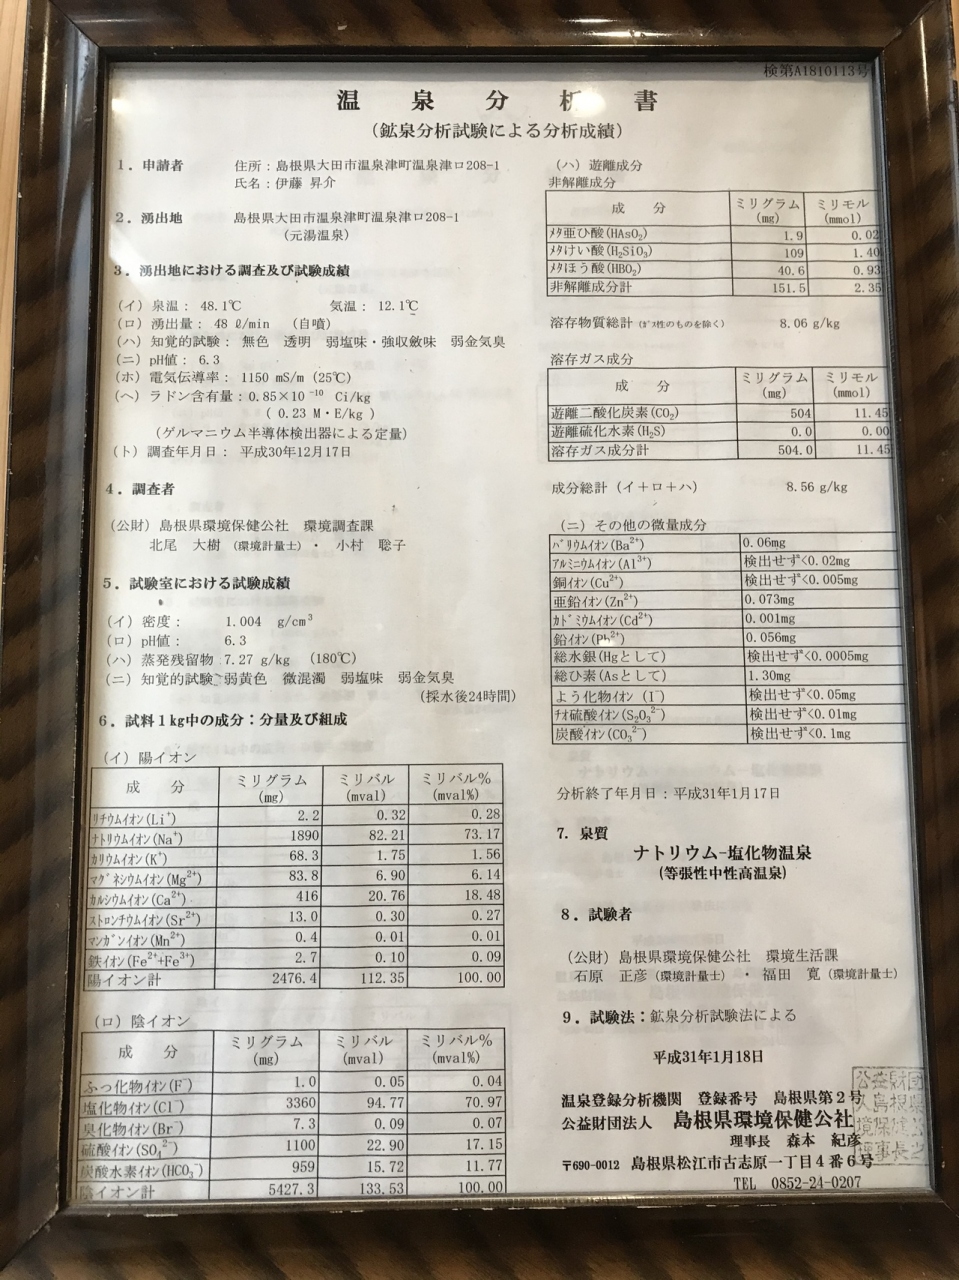 検第A1810113号
温泉分析書
（鉱泉分析試験による分析成績）
1．申請者 住所：島根県大田市温泉津町温泉津ロ208-1
氏名：伊藤 昇介
2．湧出地 島根県大田市温泉津町温泉津ロ208-1
（元湯温泉）
3．湧出地における調査及び試験成績
（イ）泉温： 48.1℃ 気温： 12.1℃
（ロ）湧出量： 48 ℓ/min （自噴）
（ハ）知覚的試験： 無色 透明 弱塩味・強収斂味 弱金気臭
（ニ）pH値： 6.3
（ホ）電気伝導率： 1150 mS/m (25℃)
（ヘ）ラドン含有量：0.85×10⁻¹⁰ Ci/kg
（ 0.23 M・E/kg ）
（ゲルマニウム半導体検出器による定量）
（ト）調査年月日： 平成30年12月17日
4．調査者
（公財）島根県環境保健公社 環境調査課
北尾 大樹（環境計量士）・ 小村 聡子
5．試験室における試験成績
（イ）密度： 1.004 g/cm³
（ロ）pH値： 6.3
（ハ）蒸発残留物：7.27 g/kg （180℃）
（ニ）知覚的試験：弱黄色 微混濁 弱塩味 弱金気臭
（採水後24時間）
6．試料1kg中の成分：分量及び組成
（イ）陽イオン
成 分 ミリグラム(mg) ミリバル(mval) ミリバル%(mval%)
リチウムイオン(Li⁺) 2.2 0.32 0.28
ナトリウムイオン(Na⁺) 1890 82.21 73.17
カリウムイオン(K⁺) 68.3 1.75 1.56
マグネシウムイオン(Mg²⁺) 83.8 6.90 6.14
カルシウムイオン(Ca²⁺) 416 20.76 18.48
ストロンチウムイオン(Sr²⁺) 13.0 0.30 0.27
マンガンイオン(Mn²⁺) 0.4 0.01 0.01
鉄イオン(Fe²⁺+Fe³⁺) 2.7 0.10 0.09
陽イオン計 2476.4 112.35 100.00
（ロ）陰イオン
成 分 ミリグラム(mg) ミリバル(mval) ミリバル%(mval%)
ふっ化物イオン(F⁻) 1.0 0.05 0.04
塩化物イオン(Cl⁻) 3360 94.77 70.97
臭化物イオン(Br⁻) 7.3 0.09 0.07
硫酸イオン(SO₄²⁻) 1100 22.90 17.15
炭酸水素イオン(HCO₃⁻) 959 15.72 11.77
陰イオン計 5427.3 133.53 100.00
（ハ）遊離成分
非解離成分
成 分 ミリグラム(mg) ミリモル(mmol)
メタ亜ひ酸(HAsO₂) 1.9 0.02
メタけい酸(H₂SiO₃) 109 1.40
メタほう酸(HBO₂) 40.6 0.93
非解離成分計 151.5 2.35
溶存物質総計（ガス性のものを除く） 8.06 g/kg
溶存ガス成分
成 分 ミリグラム(mg) ミリモル(mmol)
遊離二酸化炭素(CO₂) 504 11.45
遊離硫化水素(H₂S) 0.0 0.00
溶存ガス成分計 504.0 11.45
成分総計（イ＋ロ＋ハ） 8.56 g/kg
（ニ）その他の微量成分
バリウムイオン(Ba²⁺) 0.06mg
アルミニウムイオン(Al³⁺) 検出せず<0.02mg
銅イオン(Cu²⁺) 検出せず<0.005mg
亜鉛イオン(Zn²⁺) 0.073mg
カドミウムイオン(Cd²⁺) 0.001mg
鉛イオン(Pb²⁺) 0.056mg
総水銀(Hgとして) 検出せず<0.0005mg
総ひ素(Asとして) 1.30mg
よう化物イオン(I⁻) 検出せず<0.05mg
チオ硫酸イオン(S₂O₃²⁻) 検出せず<0.01mg
炭酸イオン(CO₃²⁻) 検出せず<0.1mg
分析終了年月日：平成31年1月17日
7．泉質
ナトリウム-塩化物温泉
（等張性中性高温泉）
8．試験者
（公財）島根県環境保健公社 環境生活課
石原 正彦（環境計量士） ・ 福田 寛（環境計量士）
9．試験法：鉱泉分析試験法による
平成31年1月18日
温泉登録分析機関 登録番号 島根県第2号
公益財団法人 島根県環境保健公社
理事長 森本 紀彦
〒690-0012 島根県松江市古志原一丁目4番6号
TEL 0852-24-0207
公益財団
人島根県
境保健公
理事長之